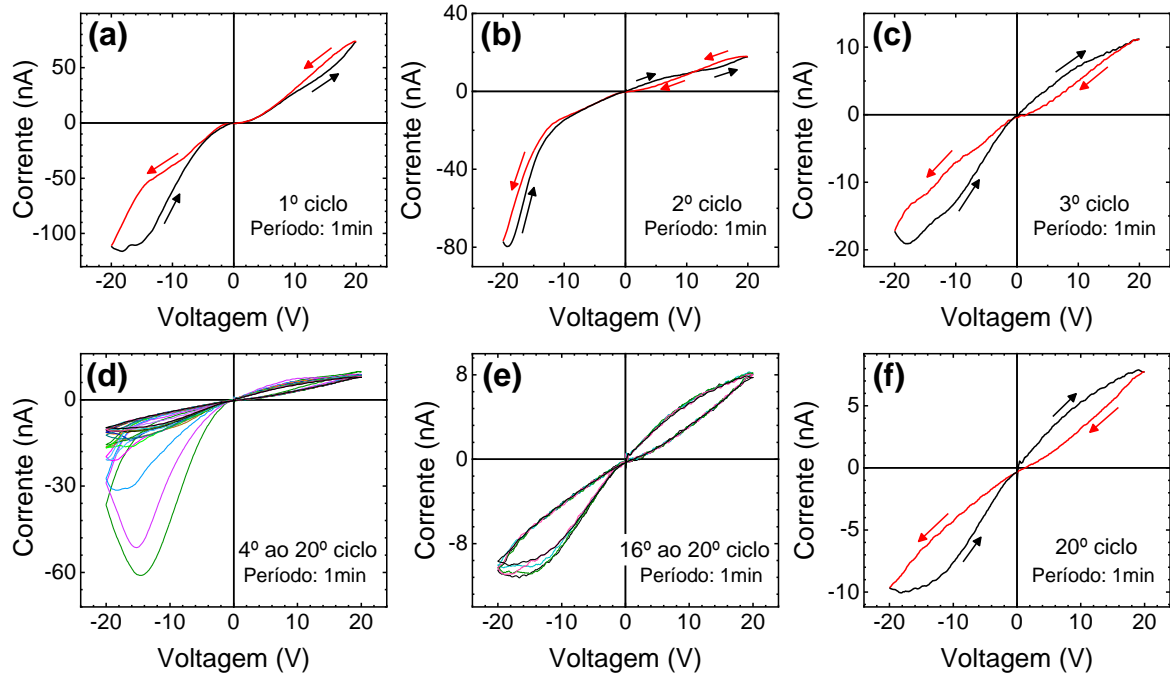 (a)
50
0
-50
-100
Corrente (nA)
-20 -10 0 10 20
Voltagem (V)
1º ciclo
Período: 1min
(b)
40
0
-40
-80
Corrente (nA)
-20 -10 0 10 20
Voltagem (V)
2º ciclo
Período: 1min
(c)
10
0
-10
-20
Corrente (nA)
-20 -10 0 10 20
Voltagem (V)
3º ciclo
Período: 1min
(d)
0
-30
-60
Corrente (nA)
-20 -10 0 10 20
Voltagem (V)
4º ao 20º ciclo
Período: 1min
(e)
8
0
-8
Corrente (nA)
-20 -10 0 10 20
Voltagem (V)
16º ao 20º ciclo
Período: 1min
(f)
5
0
-5
-10
Corrente (nA)
-20 -10 0 10 20
Voltagem (V)
20º ciclo
Período: 1min